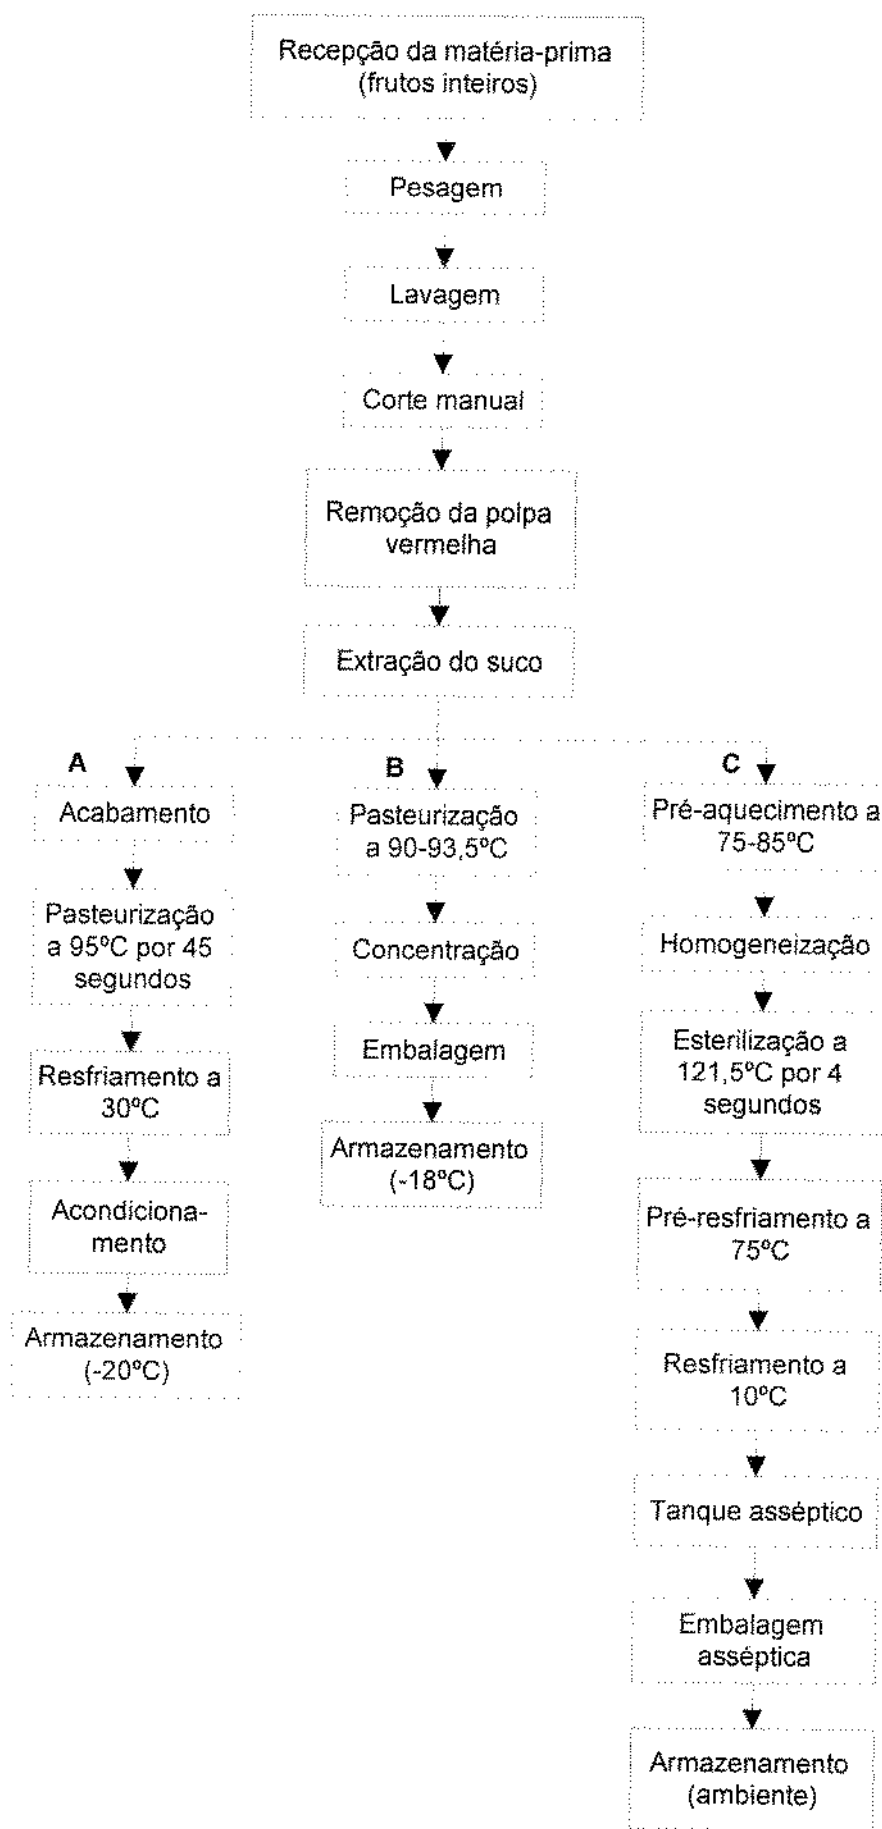 Recepção da matéria-prima
(frutos inteiros)
Pesagem
Lavagem
Corte manual
Remoção da polpa
vermelha
Extração do suco
A
Acabamento
Pasteurização
a 95ºC por 45
segundos
Resfriamento a
30ºC
Acondiciona-
mento
Armazenamento
(-20ºC)
B
Pasteurização
a 90-93,5ºC
Concentração
Embalagem
Armazenamento
(-18ºC)
C
Pré-aquecimento a
75-85ºC
Homogeneização
Esterilização a
121,5ºC por 4
segundos
Pré-resfriamento a
75ºC
Resfriamento a
10ºC
Tanque asséptico
Embalagem
asséptica
Armazenamento
(ambiente)